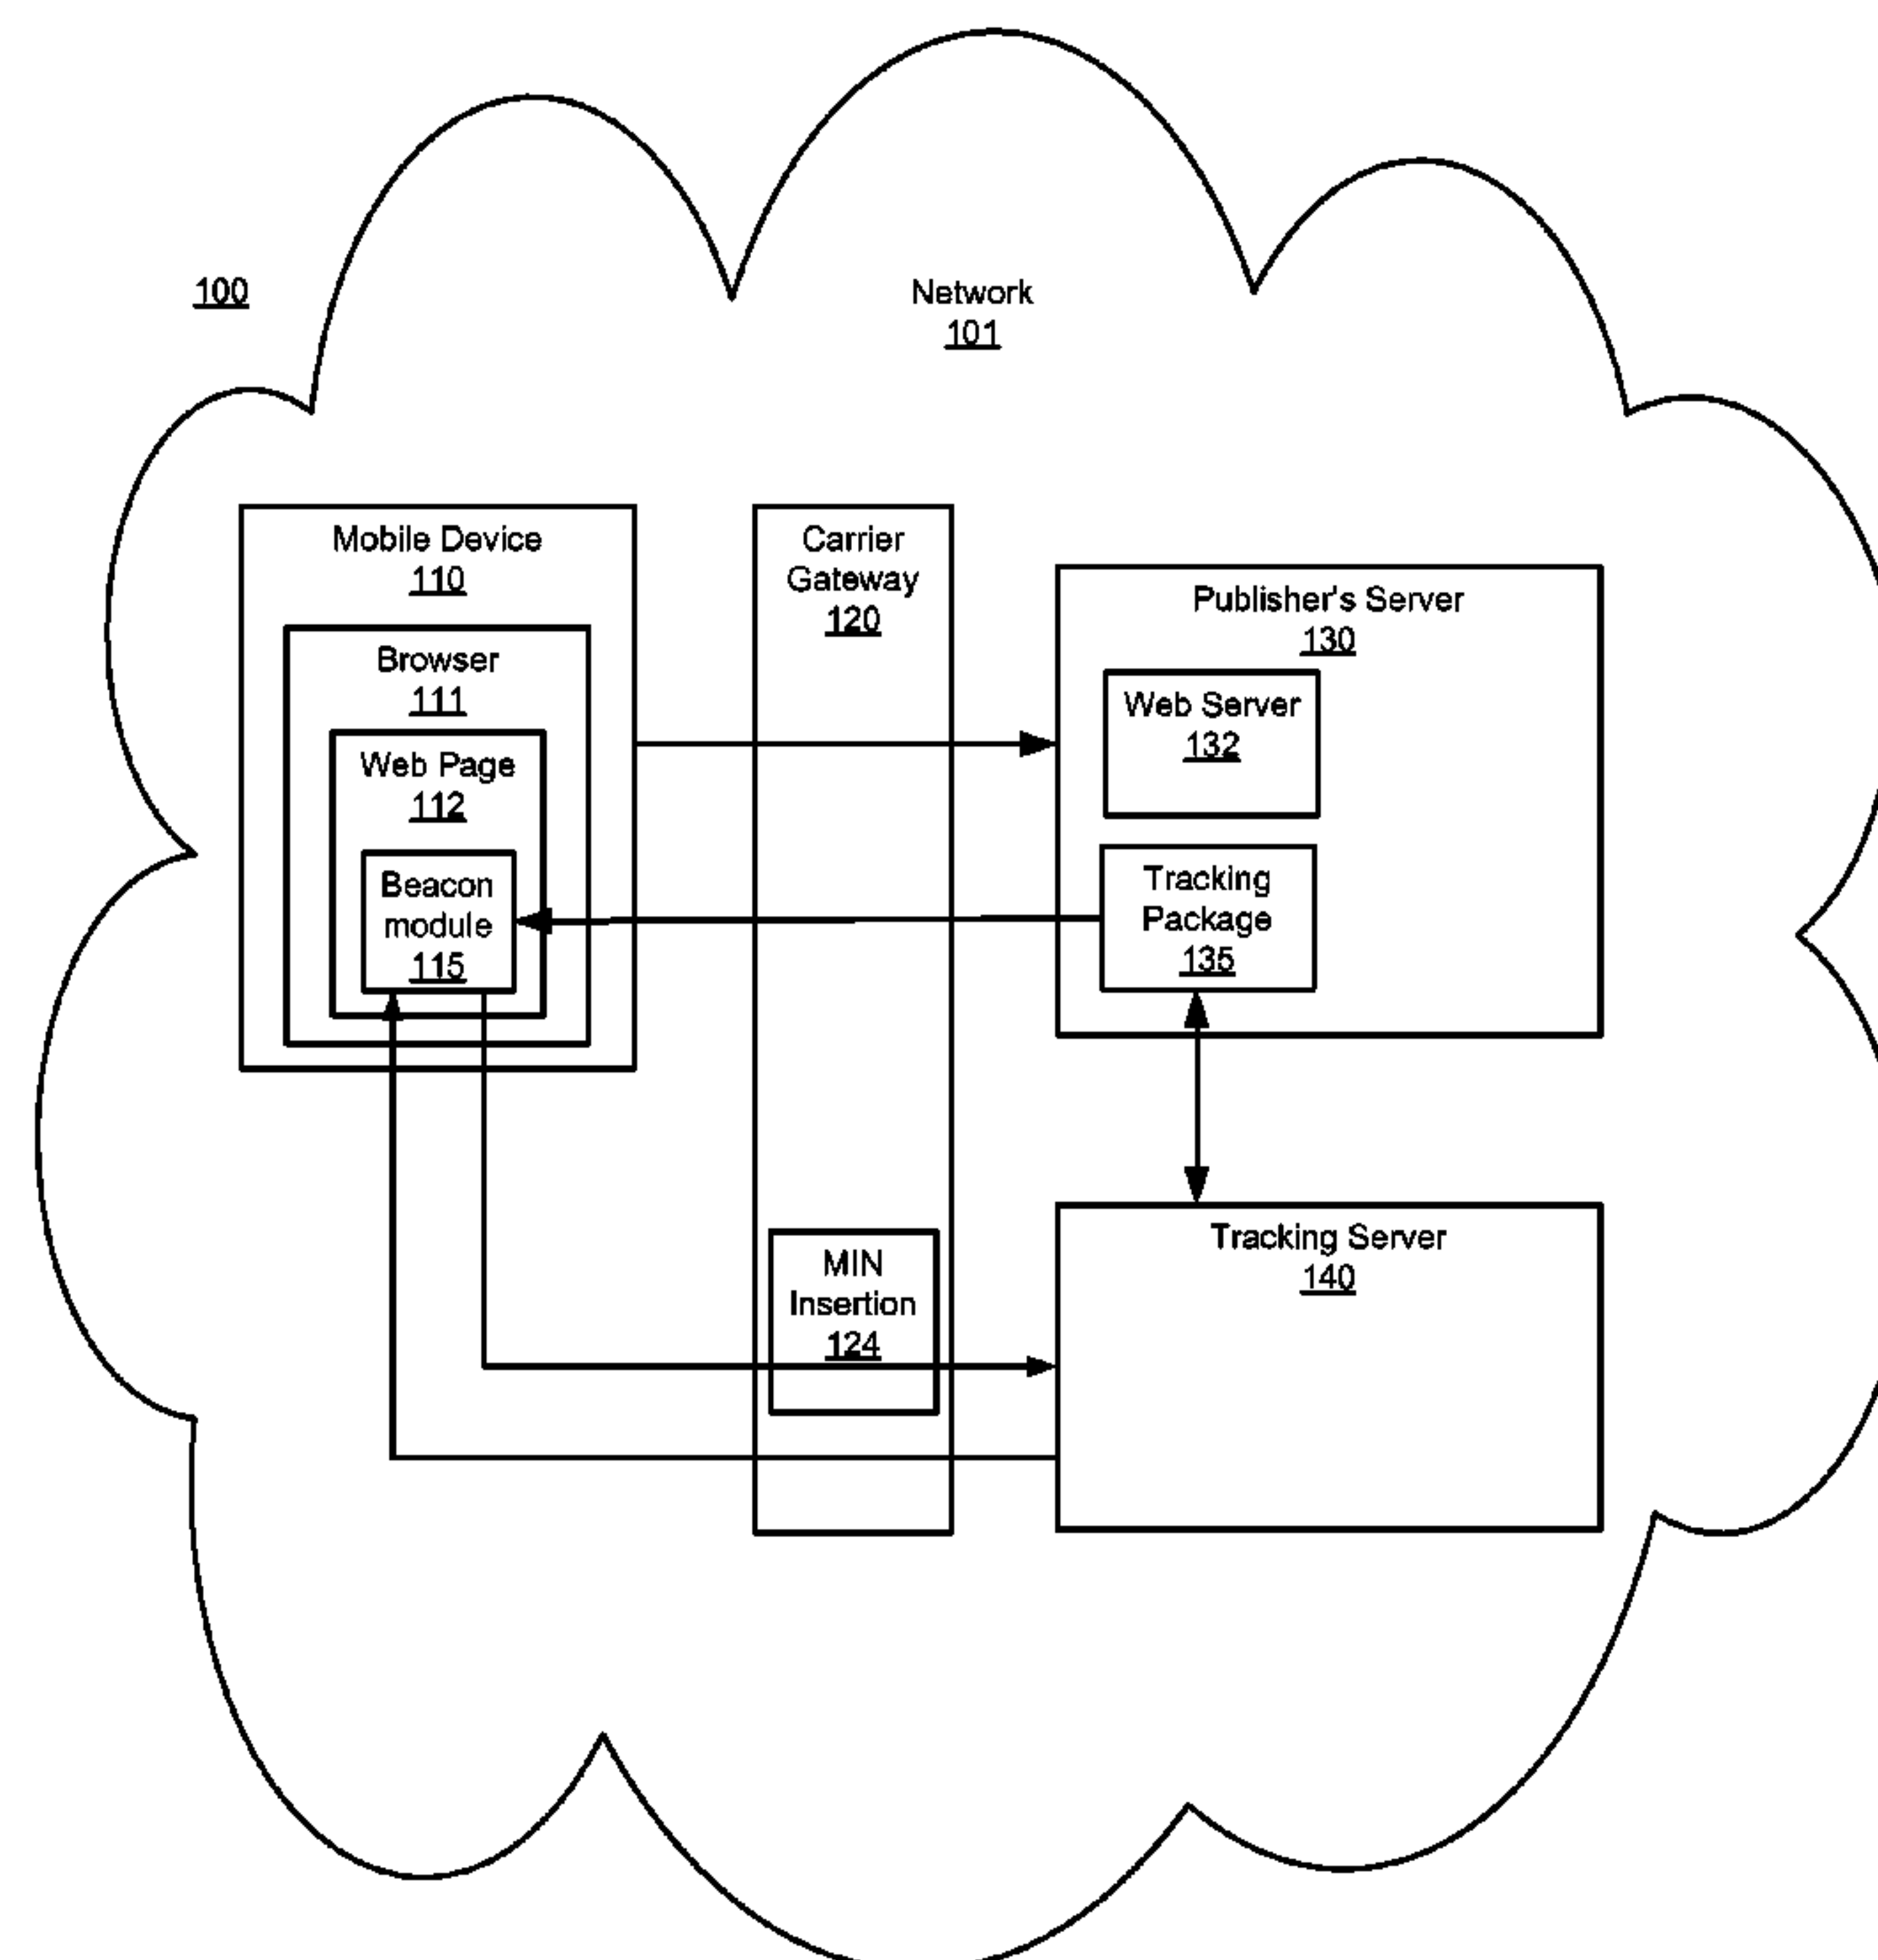 100
Network
101
Mobile Device
110
Browser
111
Web Page
112
Beacon
module
115
Carrier
Gateway
120
MIN
Insertion
124
Publisher's Server
130
Web Server
132
Tracking
Package
135
Tracking Server
140